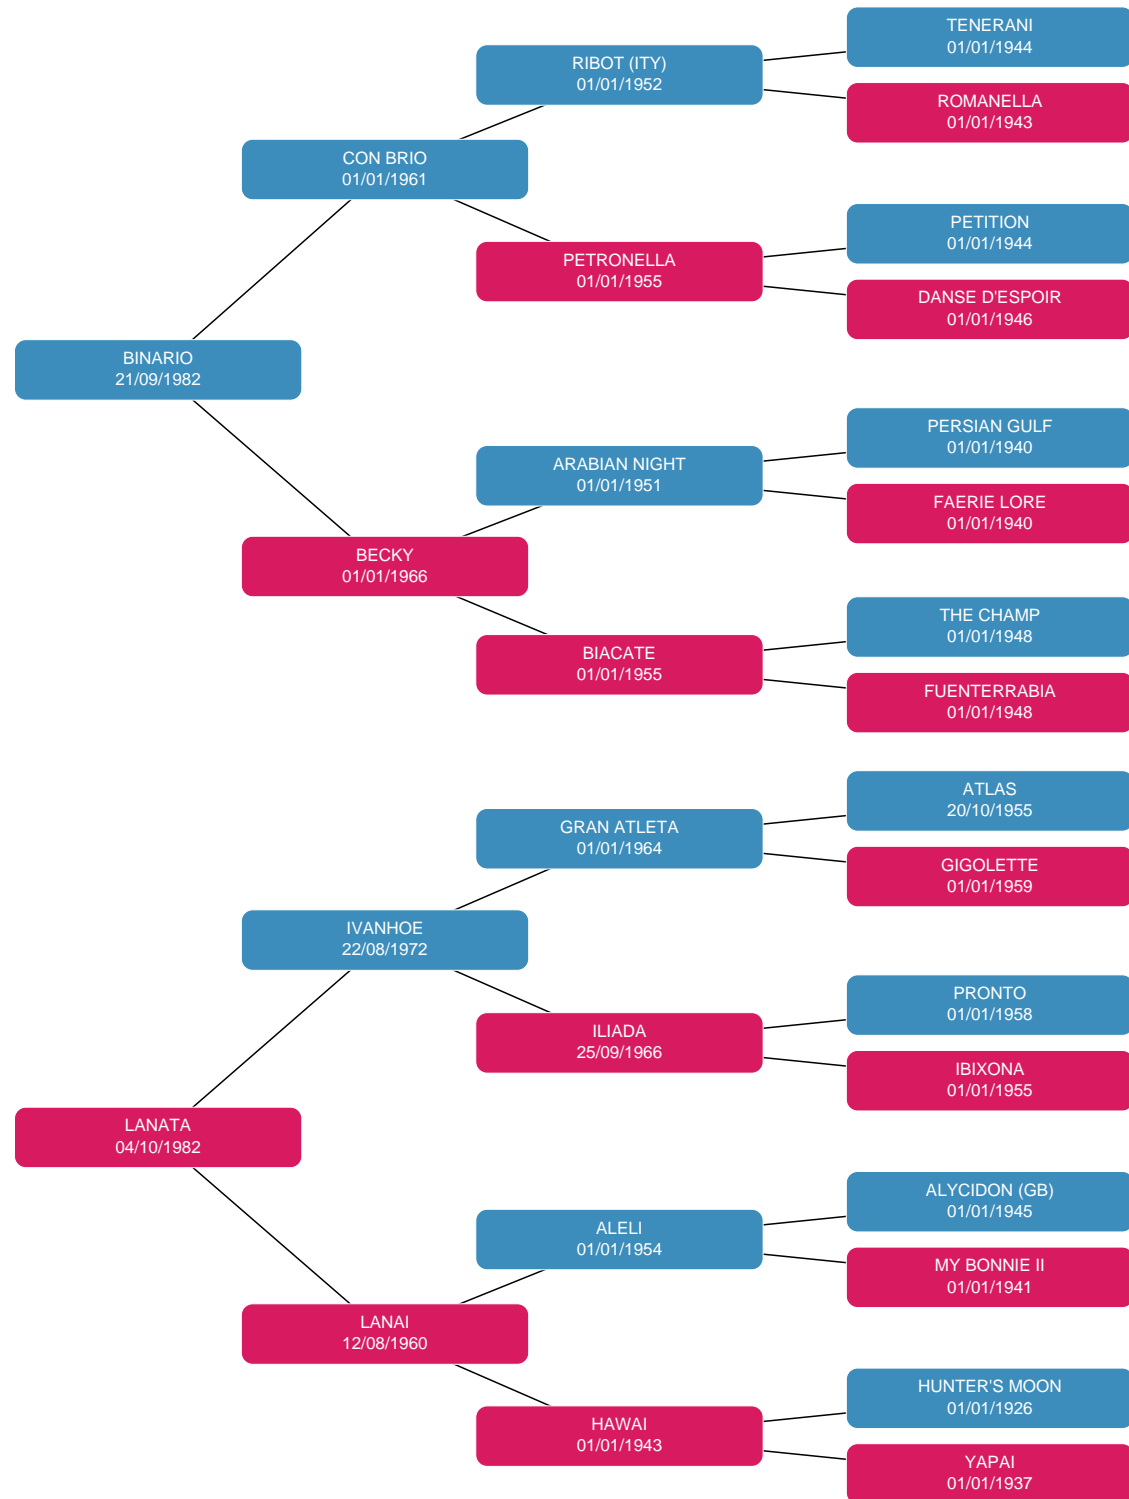 TENERANI
01/01/1944
RIBOT (ITY)
01/01/1952
ROMANELLA
01/01/1943
CON BRIO
01/01/1961
PETITION
01/01/1944
PETRONELLA
01/01/1955
DANSE D'ESPOIR
01/01/1946
BINARIO
21/09/1982
PERSIAN GULF
01/01/1940
ARABIAN NIGHT
01/01/1951
FAERIE LORE
01/01/1940
BECKY
01/01/1966
THE CHAMP
01/01/1948
BIACATE
01/01/1955
FUENTERRABIA
01/01/1948
ATLAS
20/10/1955
GRAN ATLETA
01/01/1964
GIGOLETTE
01/01/1959
IVANHOE
22/08/1972
PRONTO
01/01/1958
ILIADA
25/09/1966
IBIXONA
01/01/1955
LANATA
04/10/1982
ALYCIDON (GB)
01/01/1945
ALELI
01/01/1954
MY BONNIE II
01/01/1941
LANAI
12/08/1960
HUNTER'S MOON
01/01/1926
HAWAI
01/01/1943
YAPAI
01/01/1937